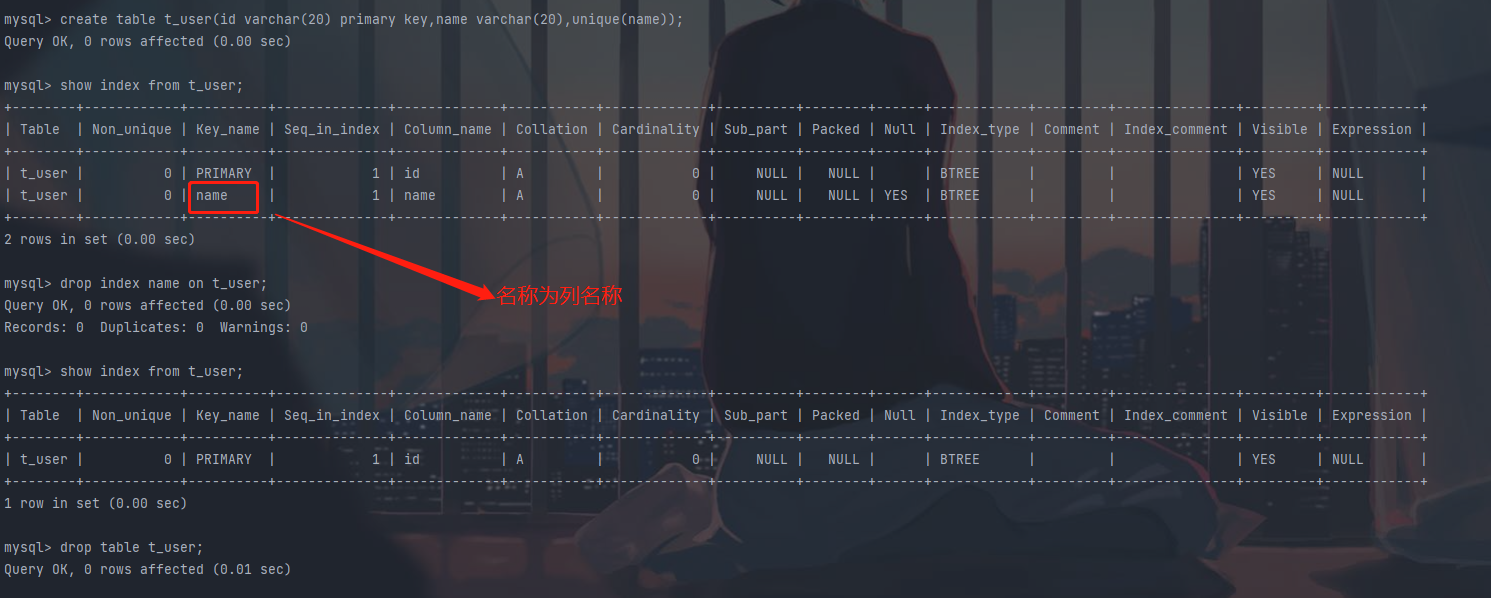 mysql> create table t_user(id varchar(20) primary key,name varchar(20),unique(name));
Query OK, 0 rows affected (0.00 sec)
mysql> show index from t_user;
+--------+------------+----------+--------------+-------------+-----------+-------------+----------+--------+------+------------+---------+---------------+---------+------------+
| Table  | Non_unique | Key_name | Seq_in_index | Column_name | Collation | Cardinality | Sub_part | Packed | Null | Index_type | Comment | Index_comment | Visible | Expression |
+--------+------------+----------+--------------+-------------+-----------+-------------+----------+--------+------+------------+---------+---------------+---------+------------+
| t_user |          0 | PRIMARY  |            1 | id          | A         |           0 |     NULL |   NULL |      | BTREE      |         |               | YES     | NULL       |
| t_user |          0 | name     |            1 | name        | A         |           0 |     NULL |   NULL | YES  | BTREE      |         |               | YES     | NULL       |
+--------+------------+----------+--------------+-------------+-----------+-------------+----------+--------+------+------------+---------+---------------+---------+------------+
2 rows in set (0.00 sec)
mysql> drop index name on t_user;
Query OK, 0 rows affected (0.00 sec)
名称为列名称
Records: 0  Duplicates: 0  Warnings: 0
mysql> show index from t_user;
+--------+------------+----------+--------------+-------------+-----------+-------------+----------+--------+------+------------+---------+---------------+---------+------------+
| Table  | Non_unique | Key_name | Seq_in_index | Column_name | Collation | Cardinality | Sub_part | Packed | Null | Index_type | Comment | Index_comment | Visible | Expression |
+--------+------------+----------+--------------+-------------+-----------+-------------+----------+--------+------+------------+---------+---------------+---------+------------+
| t_user |          0 | PRIMARY  |            1 | id          | A         |           0 |     NULL |   NULL |      | BTREE      |         |               | YES     | NULL       |
+--------+------------+----------+--------------+-------------+-----------+-------------+----------+--------+------+------------+---------+---------------+---------+------------+
1 row in set (0.00 sec)
mysql> drop table t_user;
Query OK, 0 rows affected (0.01 sec)